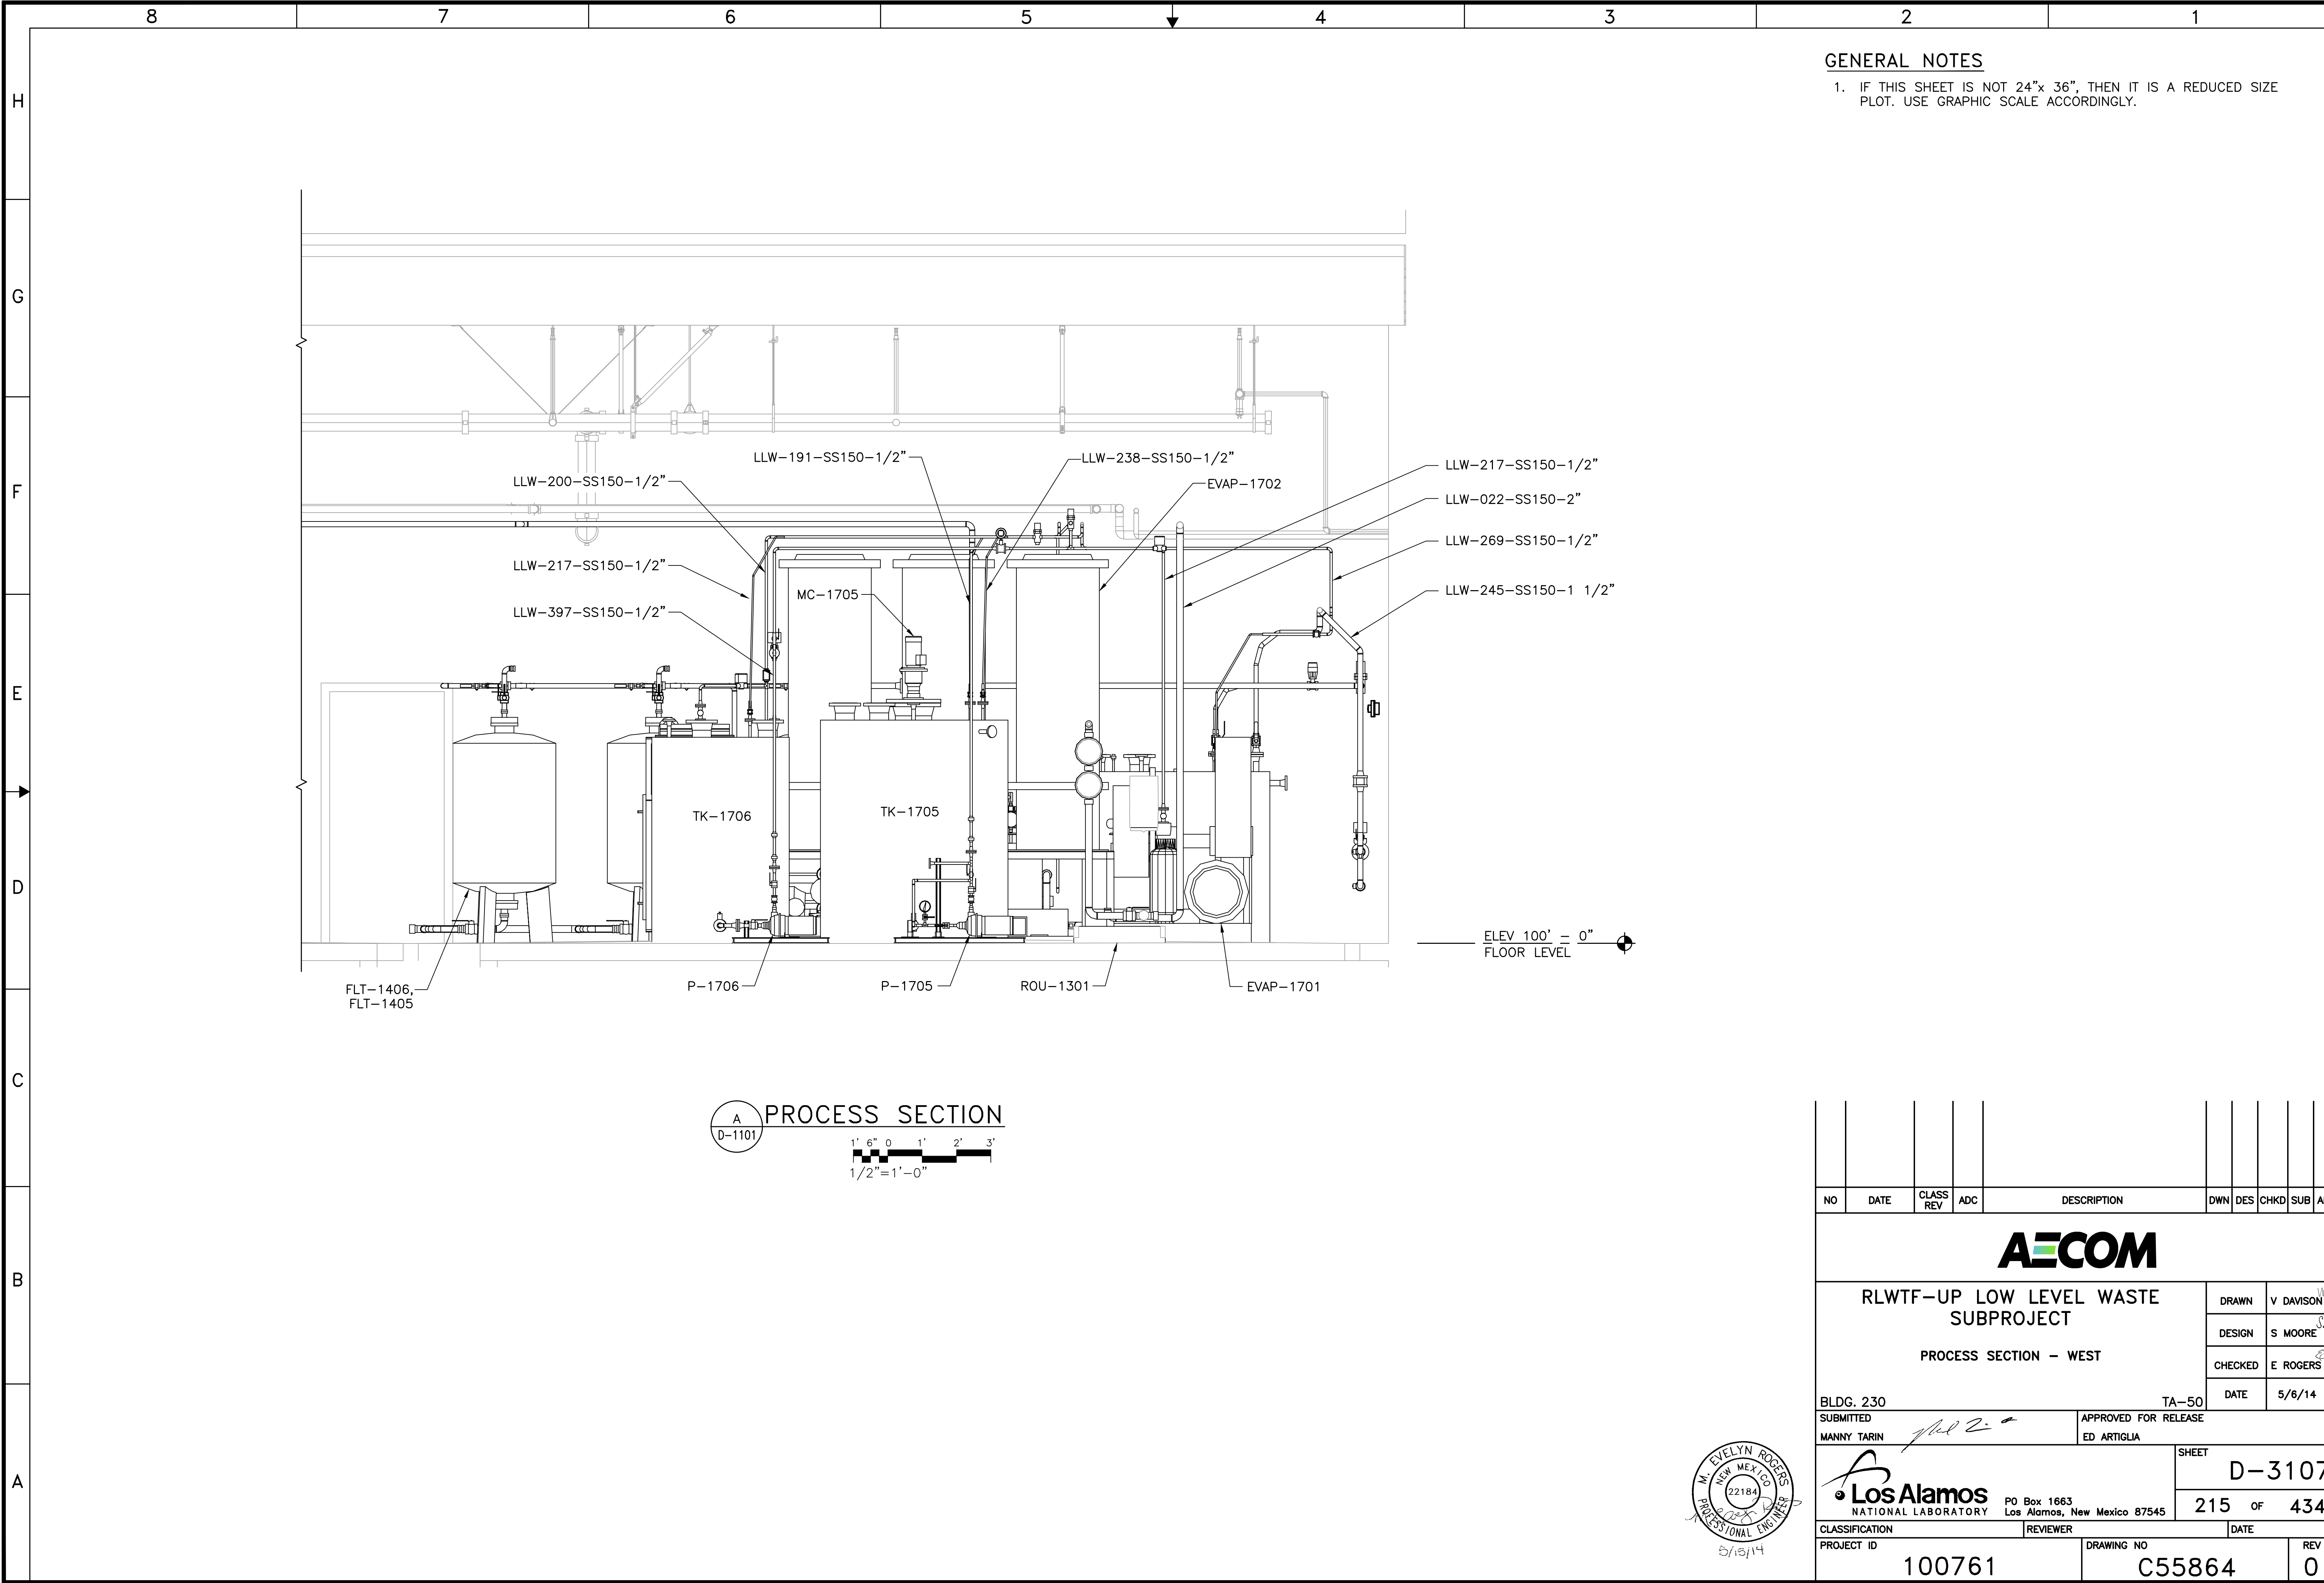 8 7 6 5 4 3 2 1
H
G
F
E
D
C
B
A
GENERAL NOTES
1. IF THIS SHEET IS NOT 24"x 36", THEN IT IS A REDUCED SIZE
PLOT. USE GRAPHIC SCALE ACCORDINGLY.
LLW-191-SS150-1/2"
LLW-238-SS150-1/2"
LLW-200-SS150-1/2"
EVAP-1702
LLW-217-SS150-1/2"
LLW-022-SS150-2"
LLW-269-SS150-1/2"
LLW-245-SS150-1 1/2"
LLW-217-SS150-1/2"
MC-1705
LLW-397-SS150-1/2"
TK-1706
TK-1705
ELEV 100' - 0"
FLOOR LEVEL
FLT-1406,
FLT-1405
P-1706
P-1705
ROU-1301
EVAP-1701
A
D-1101
PROCESS SECTION
1' 6" 0 1' 2' 3'
1/2"=1'-0"
NO DATE CLASS REV ADC DESCRIPTION DWN DES CHKD SUB
AECOM
RLWTF-UP LOW LEVEL WASTE
SUBPROJECT
PROCESS SECTION - WEST
BLDG. 230 TA-50
DRAWN V DAVISON
DESIGN S MOORE
CHECKED E ROGERS
DATE 5/6/14
SUBMITTED
MANNY TARIN
APPROVED FOR RELEASE
ED ARTIGLIA
Los Alamos
NATIONAL LABORATORY
PO Box 1663
Los Alamos, New Mexico 87545
SHEET
D-3107
215 OF 434
CLASSIFICATION REVIEWER DATE
PROJECT ID
100761
DRAWING NO
C55864
REV
0
M. EVELYN ROGERS
NEW MEXICO
22184
PROFESSIONAL ENGINEER
5/15/14